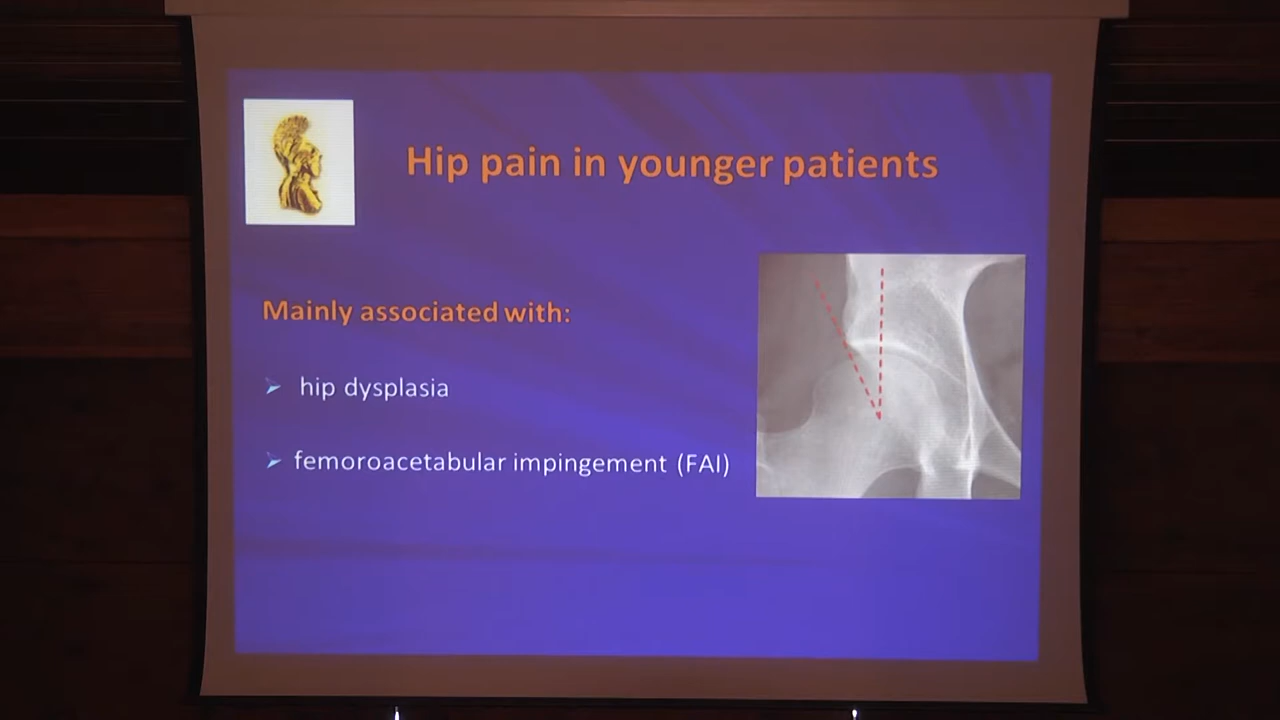 Hip pain in younger patients
Mainly associated with:
hip dysplasia
femoroacetabular impingement (FAI)